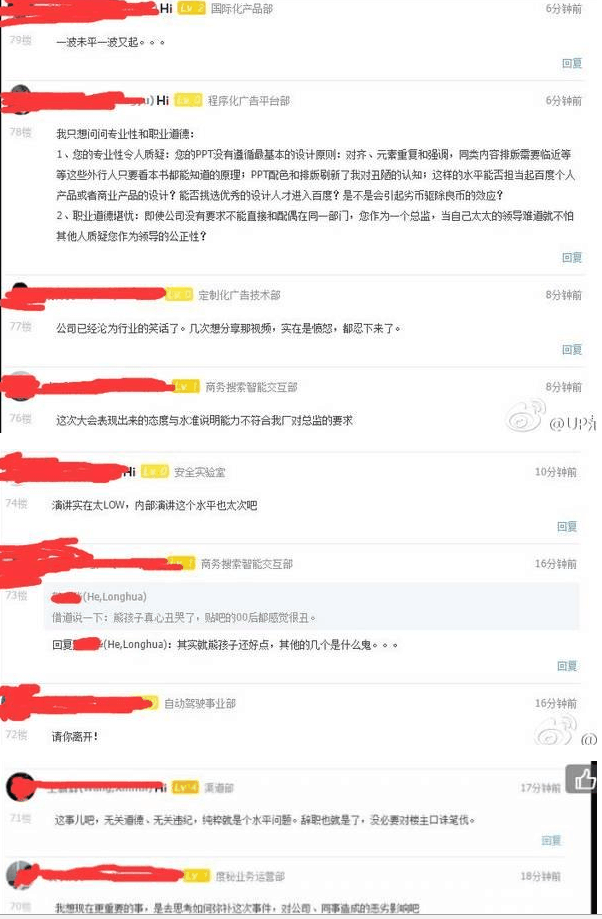 Hi Lv 2 国际化产品部 6分钟前
79楼 一波未平一波又起。。。
回复
Hi Lv 0 程序化广告平台部 6分钟前
78楼 我只想问问专业性和职业道德:
1、您的专业性令人质疑: 您的PPT没有遵循最基本的设计原则: 对齐、元素重复和强调, 同类内容排版需要临近等
等这些外行人只要看本书都能知道的原理; PPT配色和排版刷新了我对丑陋的认知; 这样的水平能否担当起百度个人
产品或者商业产品的设计? 能否挑选优秀的设计人才进入百度? 是不是会引起劣币驱除良币的效应?
2、职业道德堪忧: 即使公司没有要求不能直接和配偶在同一部门, 您作为一个总监, 当自己太太的领导难道就不怕
其他人质疑您作为领导的公正性?
回复
Lv 0 定制化广告技术部 8分钟前
77楼 公司已经沦为行业的笑话了。几次想分享那视频, 实在是愤怒, 都忍下来了。
回复
Lv 1 商务搜索智能交互部 8分钟前
76楼 这次大会表现出来的态度与水准说明能力不符合我厂对总监的要求
Hi Lv 0 安全实验室 10分钟前
74楼 演讲实在太LOW, 内部演讲这个水平也太次吧
回复
商务搜索智能交互部 16分钟前
73楼 (He,Longhua)
借道说一下: 熊孩子真心丑哭了, 贴吧的00后都感觉很丑。
回复 (He,Longhua): 其实就熊孩子还好点, 其他的几个是什么鬼。。。
回复
自动驾驶事业部 16分钟前
72楼 请你离开!
Hi Lv 4 渠道部 17分钟前
71楼 这事儿吧, 无关道德、无关违纪, 纯粹就是个水平问题。辞职也就是了, 没必要对楼主口诛笔伐。
回复
度秘业务运营部 18分钟前
70楼 我想现在更重要的事, 是去思考如何弥补这次事件, 对公司、同事造成的恶劣影响吧